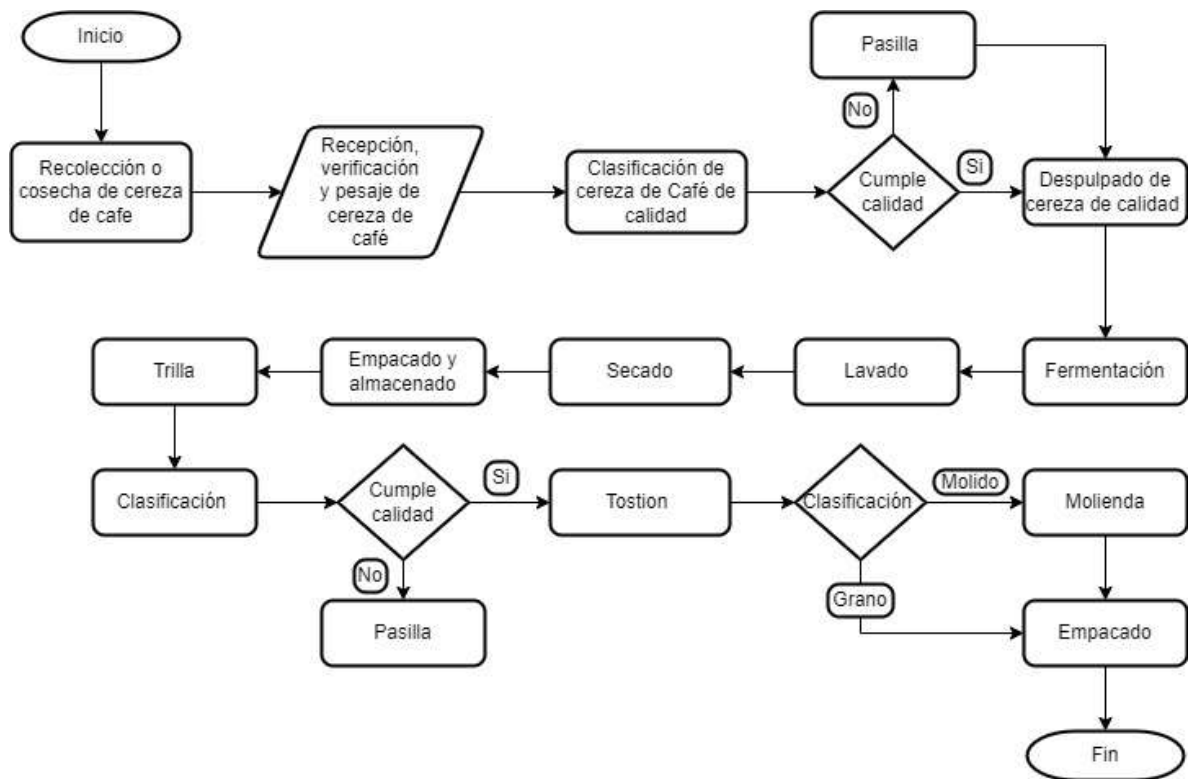 Inicio
Recolección o
cosecha de cereza
de cafe
Recepción,
verificación
y pesaje de
cereza de
café
Clasificación de
cereza de Café de
calidad
Cumple
calidad
No
Pasilla
Si
Despulpado de
cereza de calidad
Fermentación
Lavado
Secado
Empacado y
almacenado
Trilla
Clasificación
Cumple
calidad
No
Pasilla
Si
Tostion
Clasificación
Molido
Molienda
Grano
Empacado
Fin